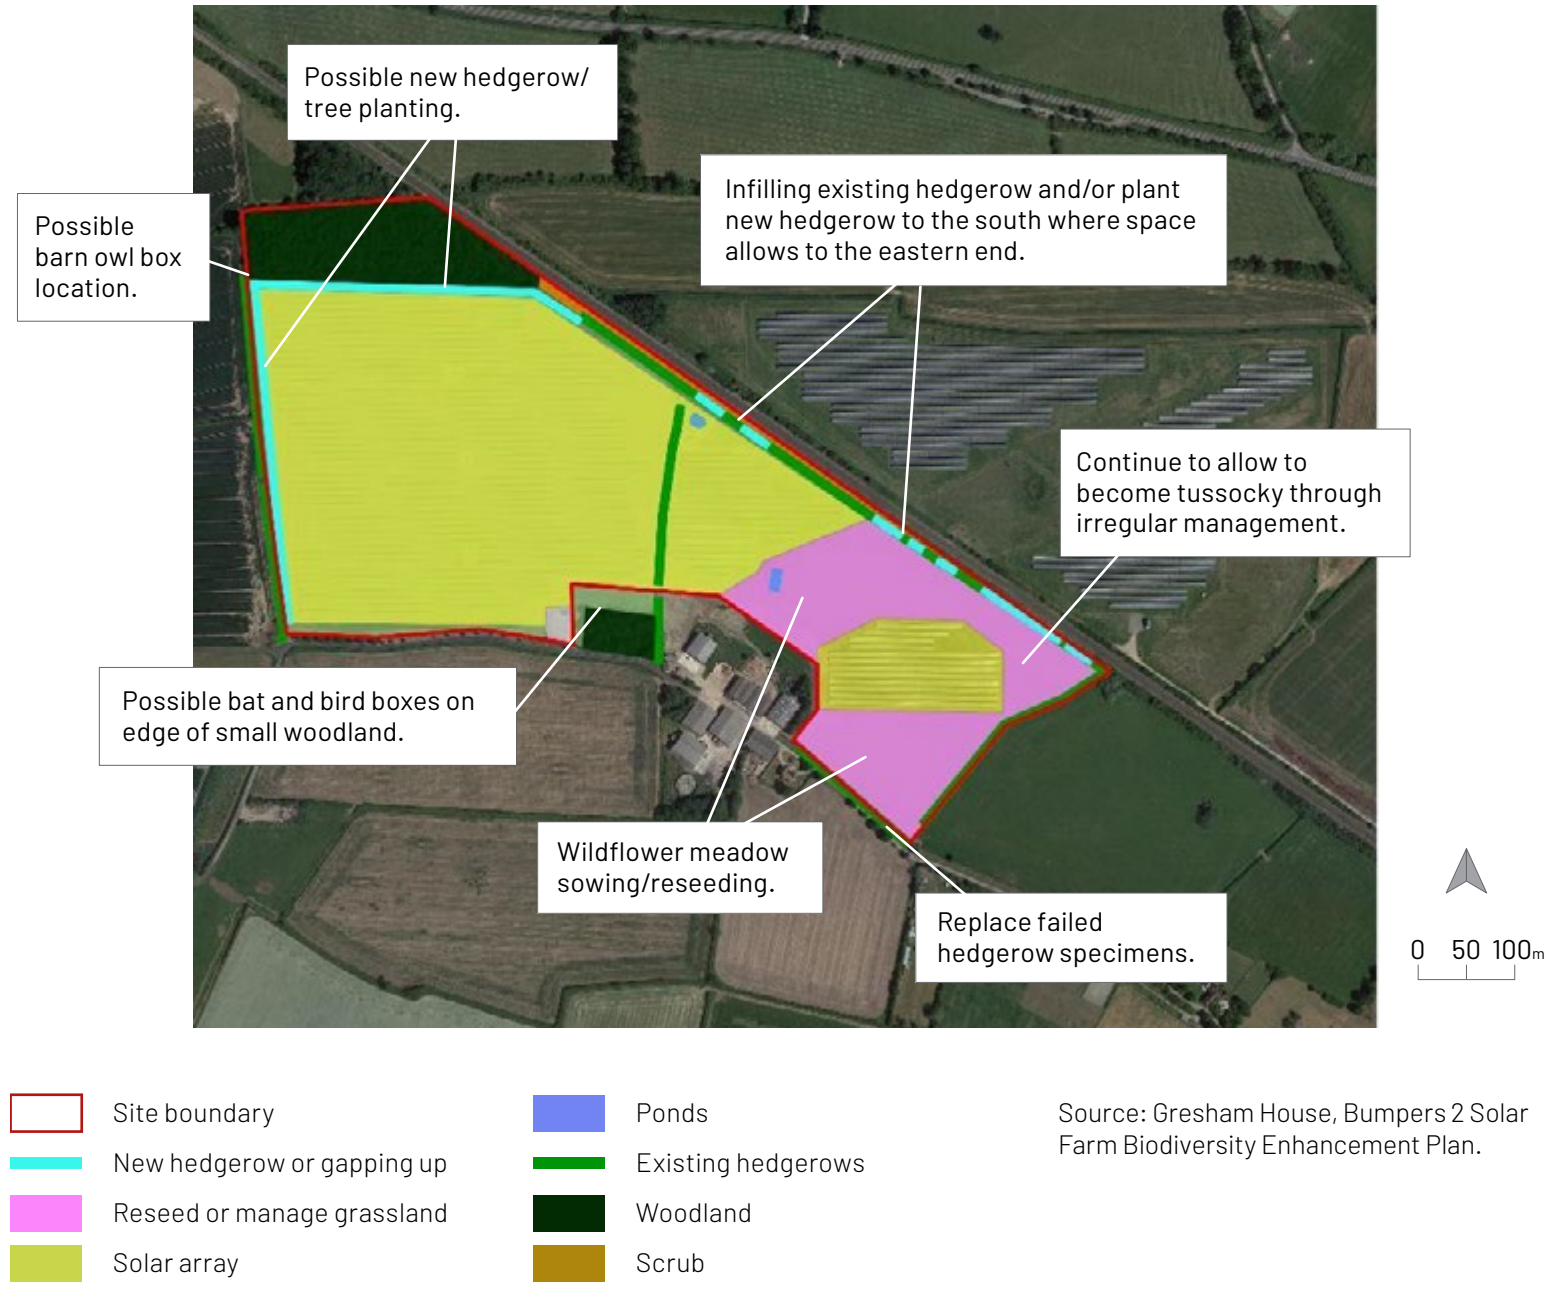 Possible new hedgerow/
tree planting.
Possible
barn owl box
location.
Infilling existing hedgerow and/or plant
new hedgerow to the south where space
allows to the eastern end.
Continue to allow to
become tussocky through
irregular management.
Possible bat and bird boxes on
edge of small woodland.
Wildflower meadow
sowing/reseeding.
Replace failed
hedgerow specimens.
0 50 100m
Site boundary
New hedgerow or gapping up
Reseed or manage grassland
Solar array
Ponds
Existing hedgerows
Woodland
Scrub
Source: Gresham House, Bumpers 2 Solar
Farm Biodiversity Enhancement Plan.